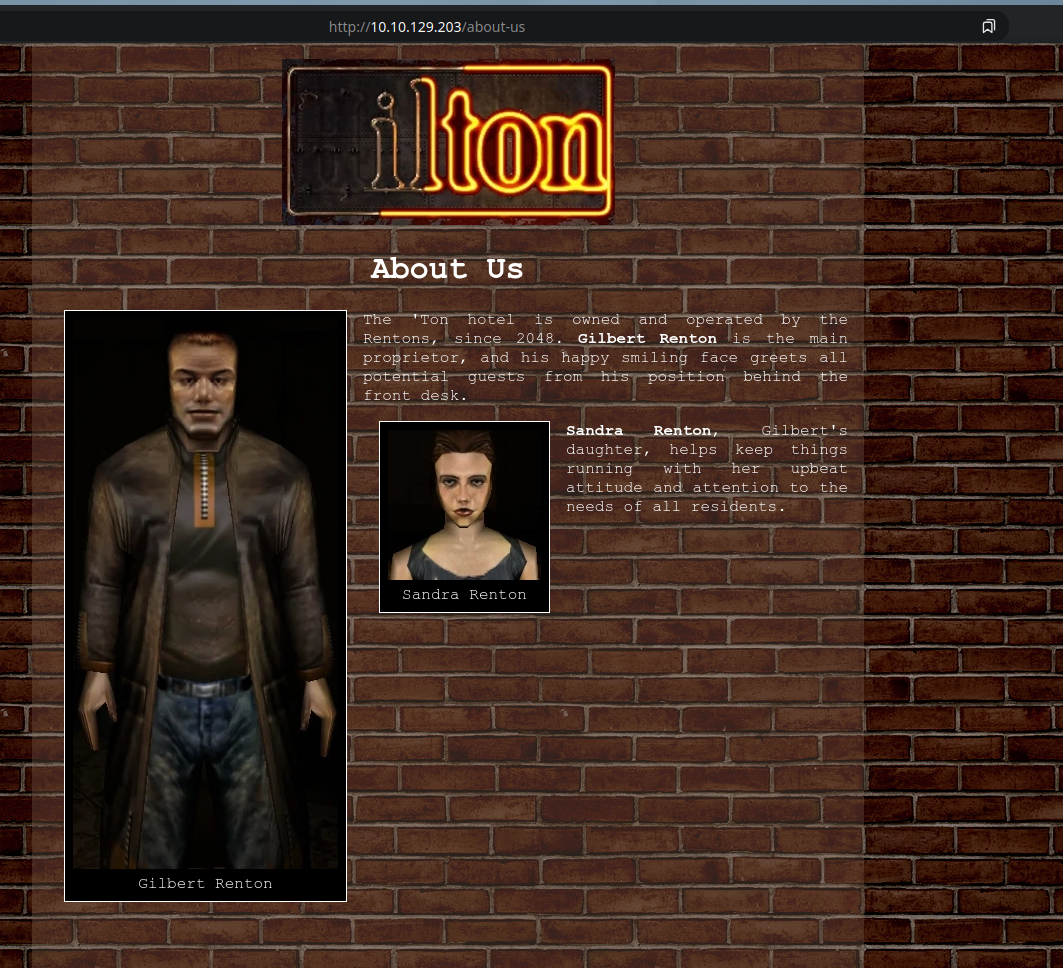 http://10.10.129.203/about-us
ilton
About Us
The 'Ton hotel is owned and operated by the
Rentons, since 2048. Gilbert Renton is the main
proprietor, and his happy smiling face greets all
potential guests from his position behind the
front desk.
Sandra Renton, Gilbert's
daughter, helps keep things
running with her upbeat
attitude and attention to the
needs of all residents.
Sandra Renton
Gilbert Renton